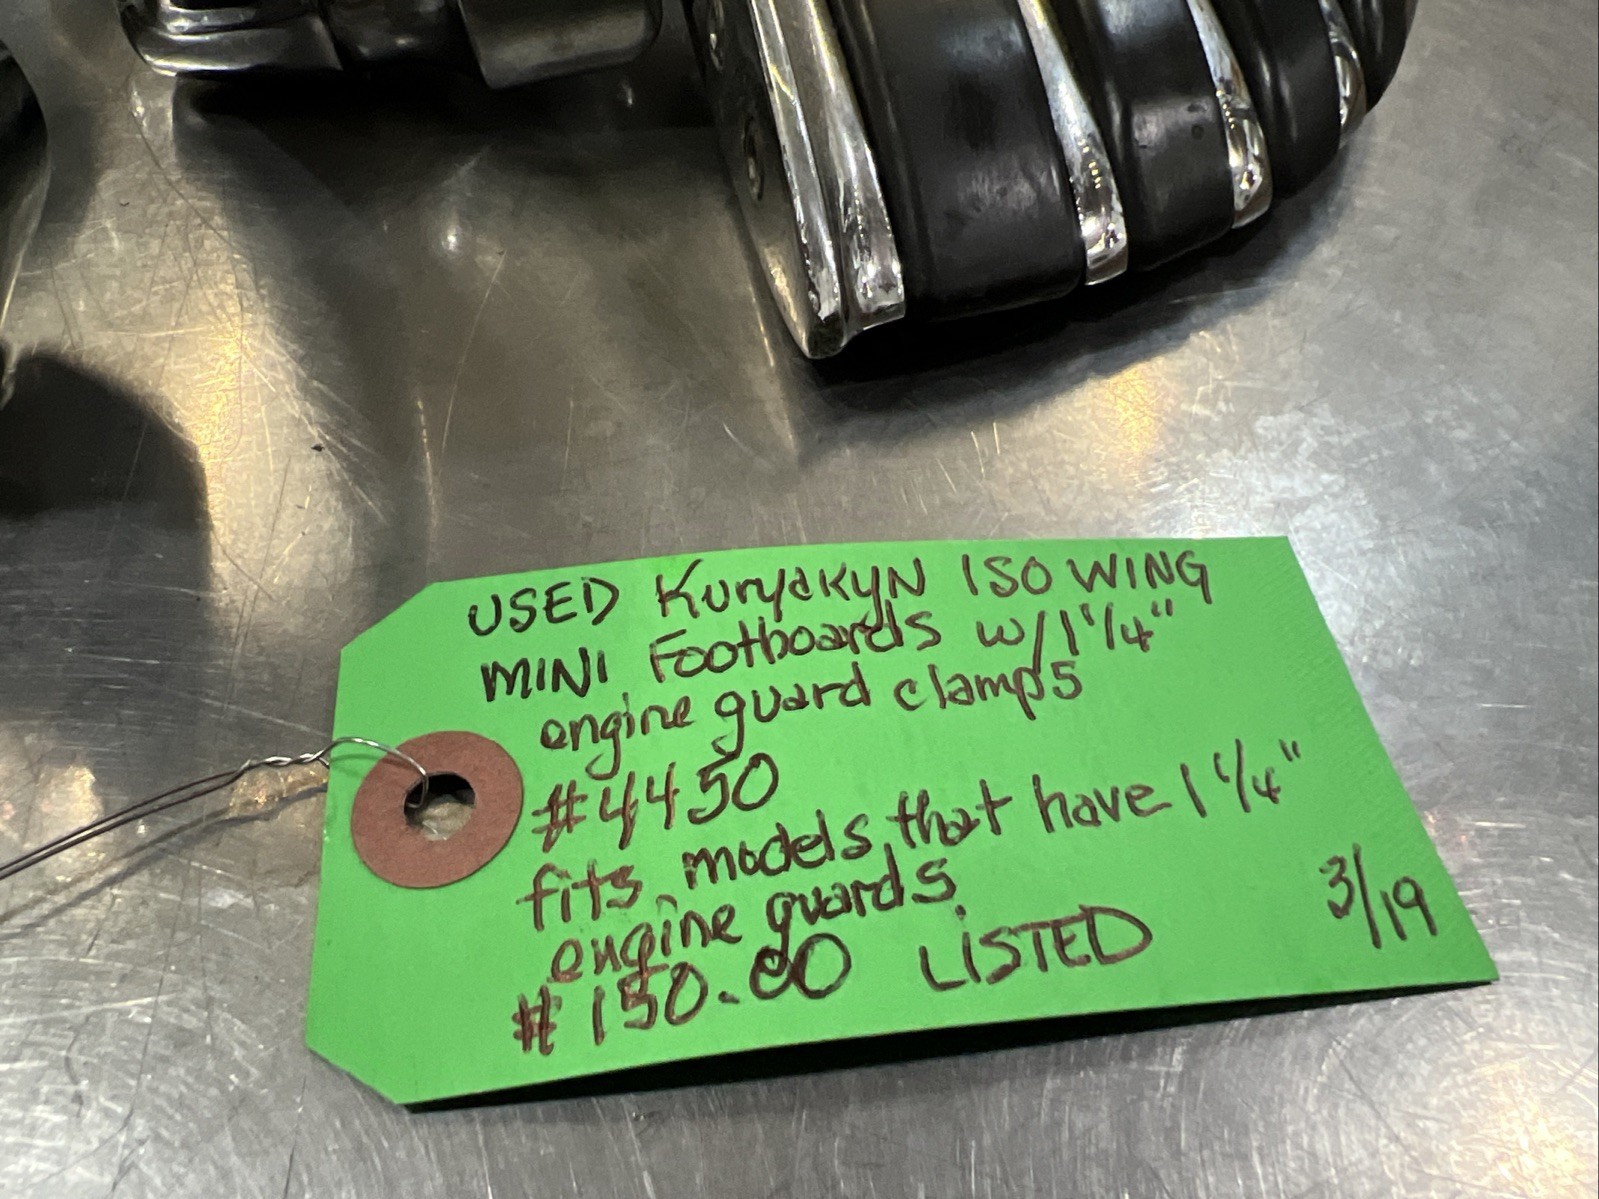 USED Kuryakyn ISO WING
MINI Footboards w/ 1 1/4"
engine guard clamps
#4450
fits models that have 1 1/4"
engine guards.
# 150.00 LISTED
3/19